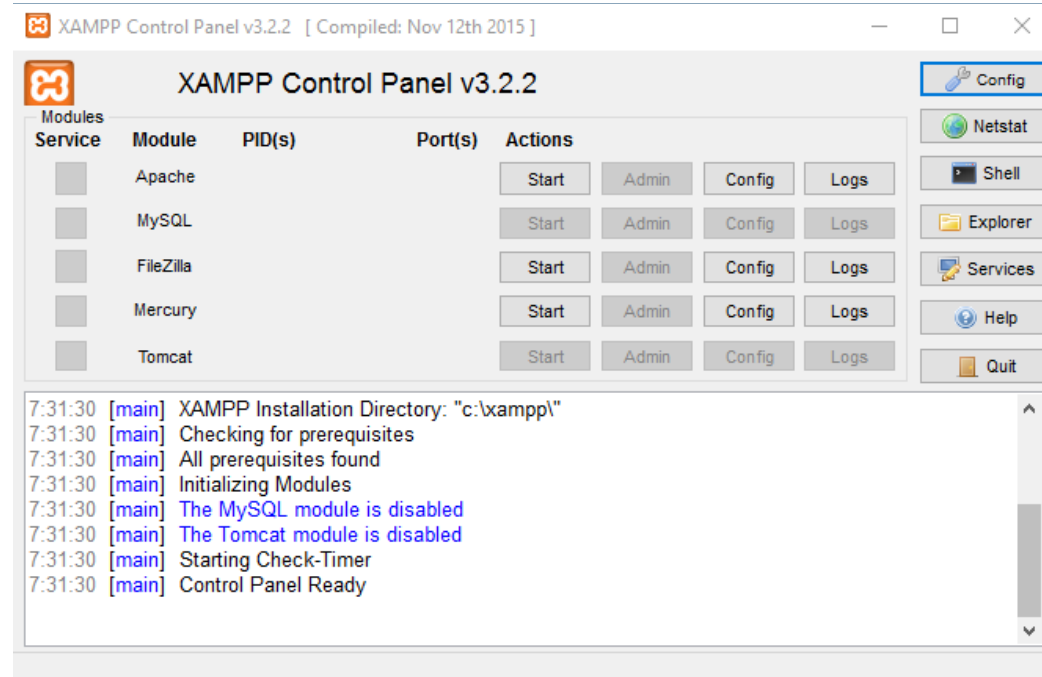 XAMPP Control Panel v3.2.2 [ Compiled: Nov 12th 2015 ]
XAMPP Control Panel v3.2.2
Config
Modules
Service Module PID(s) Port(s) Actions
Netstat
Apache Start Admin Config Logs
Shell
MySQL Start Admin Config Logs
Explorer
FileZilla Start Admin Config Logs
Services
Mercury Start Admin Config Logs
Help
Tomcat Start Admin Config Logs
Quit
7:31:30 [main] XAMPP Installation Directory: "c:\xampp\"
7:31:30 [main] Checking for prerequisites
7:31:30 [main] All prerequisites found
7:31:30 [main] Initializing Modules
7:31:30 [main] The MySQL module is disabled
7:31:30 [main] The Tomcat module is disabled
7:31:30 [main] Starting Check-Timer
7:31:30 [main] Control Panel Ready